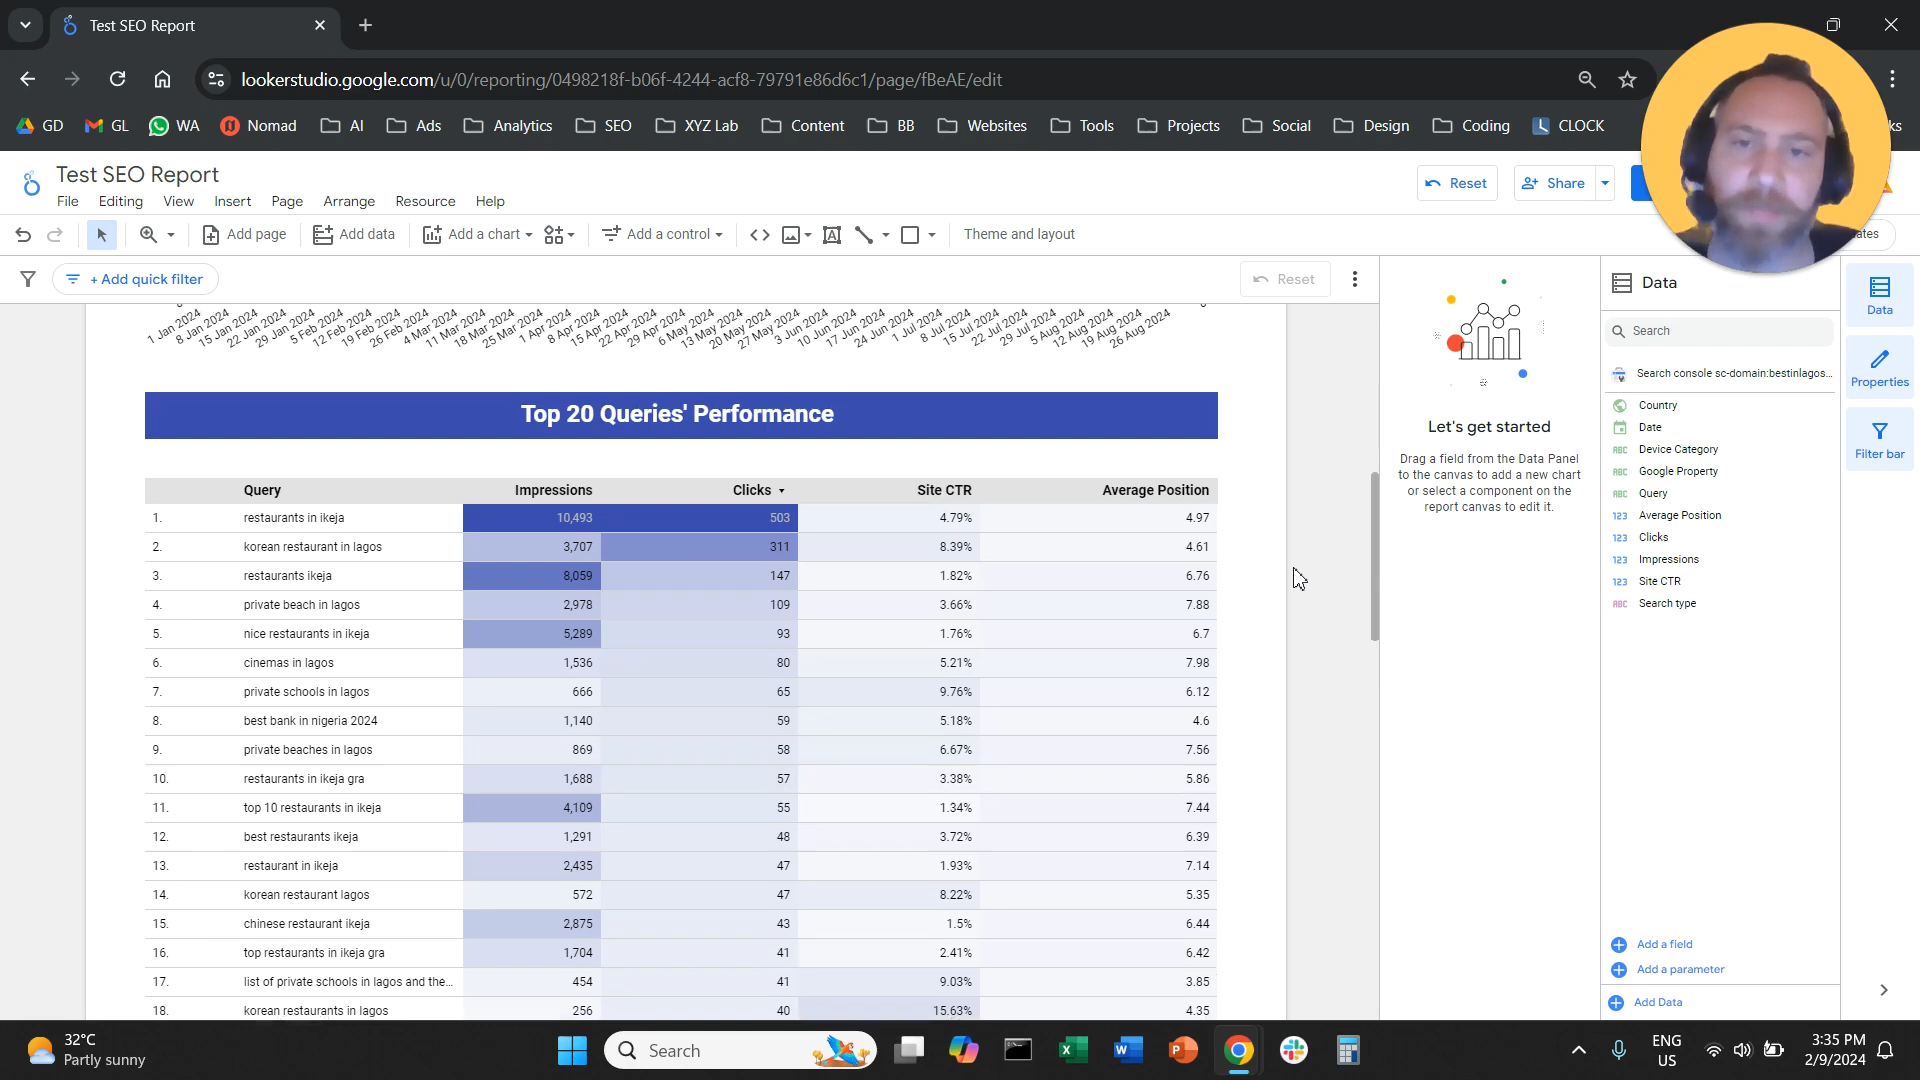 Test SEO Report
lookerstudio.google.com/u/0/reporting/0498218f-b06f-4244-acf8-79791e86d6c1/page/fBeAE/edit
GD GL WA Nomad AI Ads Analytics SEO XYZ Lab Content BB Websites Tools Projects Social Design Coding CLOCK
Test SEO Report
Reset Share
File Editing View Insert Page Arrange Resource Help
Add page Add data Add a chart Add a control Theme and layout
+ Add quick filter Reset
1 Jan 2024 8 Jan 2024 15 Jan 2024 22 Jan 2024 29 Jan 2024 5 Feb 2024 12 Feb 2024 19 Feb 2024 26 Feb 2024 4 Mar 2024 11 Mar 2024 18 Mar 2024 25 Mar 2024 1 Apr 2024 8 Apr 2024 15 Apr 2024 22 Apr 2024 29 Apr 2024 6 May 2024 13 May 2024 20 May 2024 27 May 2024 3 Jun 2024 10 Jun 2024 17 Jun 2024 24 Jun 2024 1 Jul 2024 8 Jul 2024 15 Jul 2024 22 Jul 2024 29 Jul 2024 5 Aug 2024 12 Aug 2024 19 Aug 2024 26 Aug 2024
Top 20 Queries' Performance
Query Impressions Clicks Site CTR Average Position
1. restaurants in ikeja 10,493 503 4.79% 4.97
2. korean restaurant in lagos 3,707 311 8.39% 4.61
3. restaurants ikeja 8,059 147 1.82% 6.76
4. private beach in lagos 2,978 109 3.66% 7.88
5. nice restaurants in ikeja 5,289 93 1.76% 6.7
6. cinemas in lagos 1,536 80 5.21% 7.98
7. private schools in lagos 666 65 9.76% 6.12
8. best bank in nigeria 2024 1,140 59 5.18% 4.6
9. private beaches in lagos 869 58 6.67% 7.56
10. restaurants in ikeja gra 1,688 57 3.38% 5.86
11. top 10 restaurants in ikeja 4,109 55 1.34% 7.44
12. best restaurants ikeja 1,291 48 3.72% 6.39
13. restaurant in ikeja 2,435 47 1.93% 7.14
14. korean restaurant lagos 572 47 8.22% 5.35
15. chinese restaurant ikeja 2,875 43 1.5% 6.44
16. top restaurants in ikeja gra 1,704 41 2.41% 6.42
17. list of private schools in lagos and the... 454 41 9.03% 3.85
18. korean restaurants in lagos 256 40 15.63% 4.35
Let's get started
Drag a field from the Data Panel
to the canvas to add a new chart
or select a component on the
report canvas to edit it.
Data
Search
Search console sc-domain:bestinlagos...
Country
Date
ABC Device Category
ABC Google Property
ABC Query
123 Average Position
123 Clicks
123 Impressions
123 Site CTR
ABC Search type
Add a field
Add a parameter
Add Data
Data
Properties
Filter bar
32°C
Partly sunny
Search
ENG
US
3:35 PM
2/9/2024